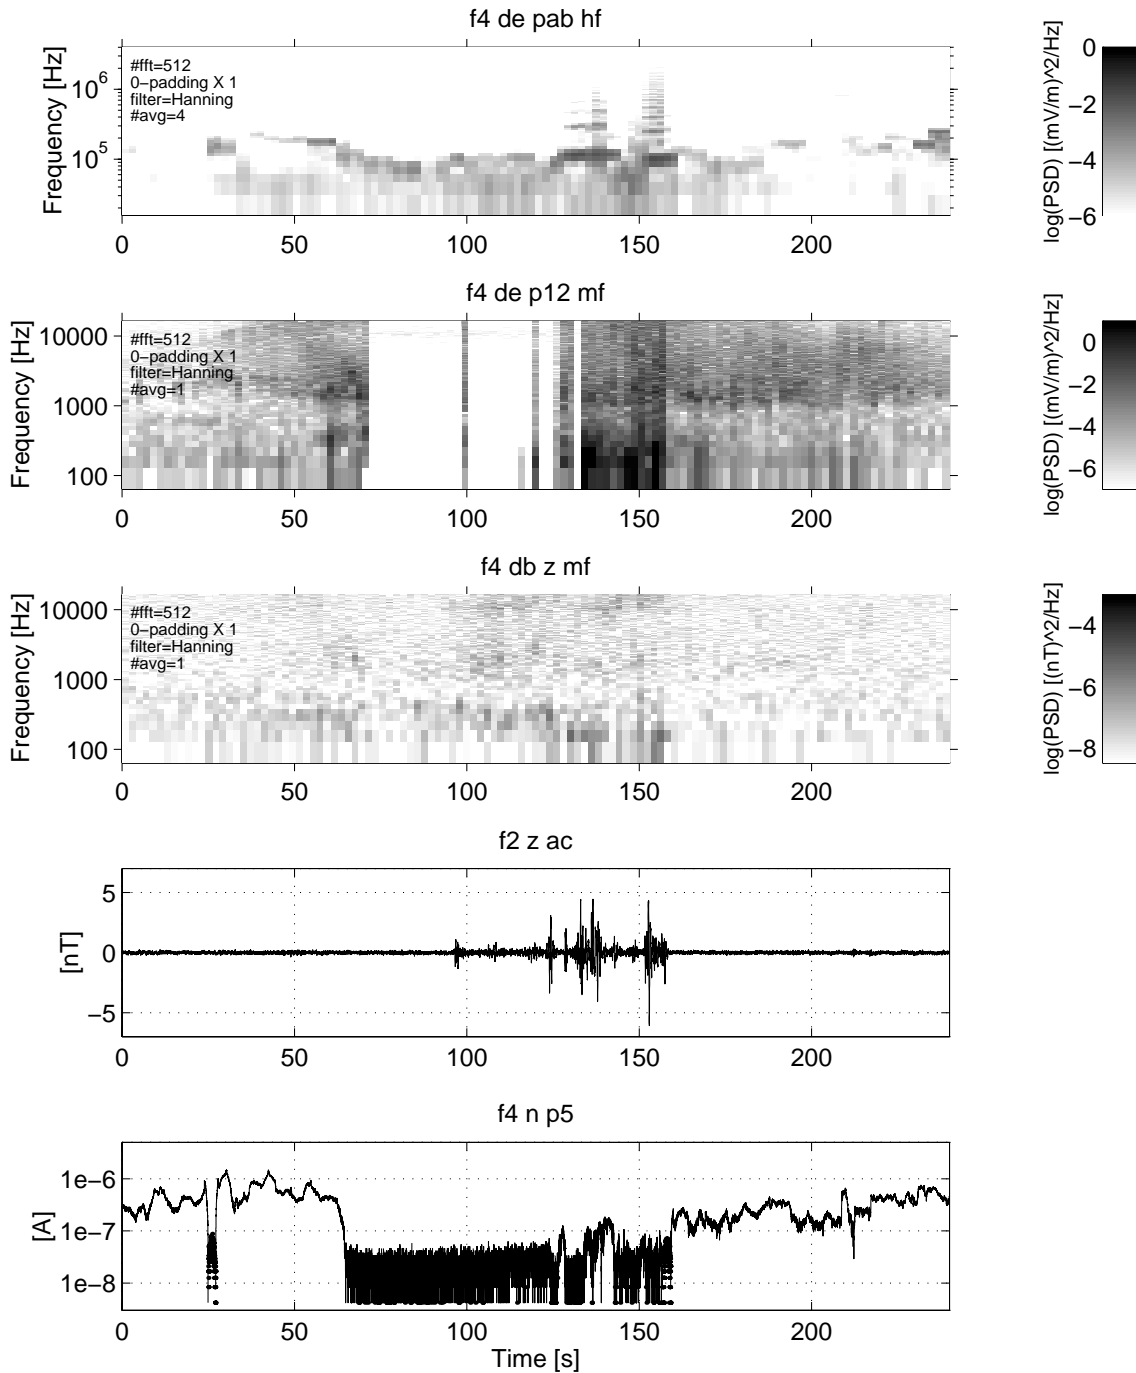 f4 de pab hf
Frequency [Hz]
10^6
10^5
#fft=512
0−padding X 1
filter=Hanning
#avg=4
0 50 100 150 200
log(PSD) [(mV/m)^2/Hz]
0
−2
−4
−6
f4 de p12 mf
Frequency [Hz]
10000
1000
100
#fft=512
0−padding X 1
filter=Hanning
#avg=1
0 50 100 150 200
log(PSD) [(mV/m)^2/Hz]
0
−2
−4
−6
f4 db z mf
Frequency [Hz]
10000
1000
100
#fft=512
0−padding X 1
filter=Hanning
#avg=1
0 50 100 150 200
log(PSD) [(nT)^2/Hz]
−4
−6
−8
f2 z ac
[nT]
5
0
−5
0 50 100 150 200
f4 n p5
[A]
1e−6
1e−7
1e−8
0 50 100 150 200
Time [s]